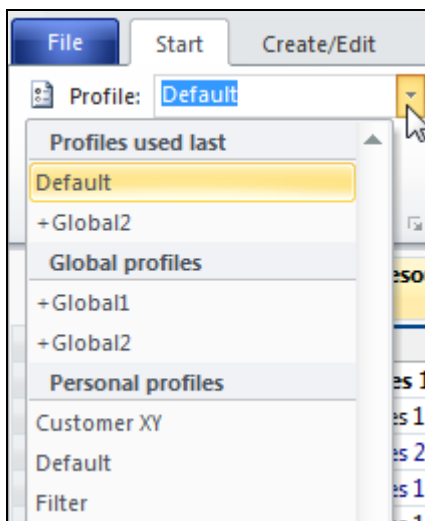 File Start Create/Edit
Profile: Default
Profiles used last
Default
+Global2
Global profiles
+Global1
+Global2
Personal profiles
Customer XY
Default
Filter